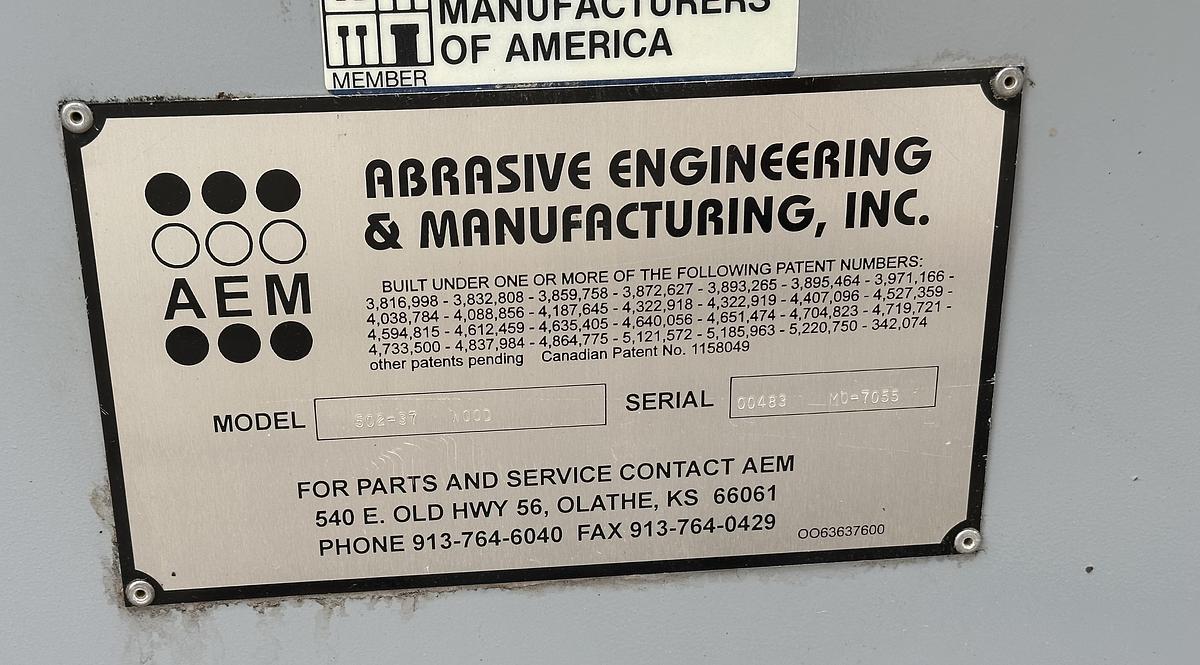 MANUFACTURERS
OF AMERICA
MEMBER
ABRASIVE ENGINEERING
& MANUFACTURING, INC.
AEM
BUILT UNDER ONE OR MORE OF THE FOLLOWING PATENT NUMBERS:
3,816,998 - 3,832,808 - 3,859,758 - 3,872,627 - 3,893,265 - 3,895,464 - 3,971,166 -
4,038,784 - 4,088,856 - 4,187,645 - 4,322,918 - 4,322,919 - 4,407,096 - 4,527,359 -
4,594,815 - 4,612,459 - 4,635,405 - 4,640,056 - 4,651,474 - 4,704,823 - 4,719,721 -
4,733,500 - 4,837,984 - 4,864,775 - 5,121,572 - 5,185,963 - 5,220,750 - 342,074
other patents pending Canadian Patent No. 1158049
MODEL 502-37 WOOD SERIAL 00483 MD-7055
FOR PARTS AND SERVICE CONTACT AEM
540 E. OLD HWY 56, OLATHE, KS 66061
PHONE 913-764-6040 FAX 913-764-0429
OO63637600